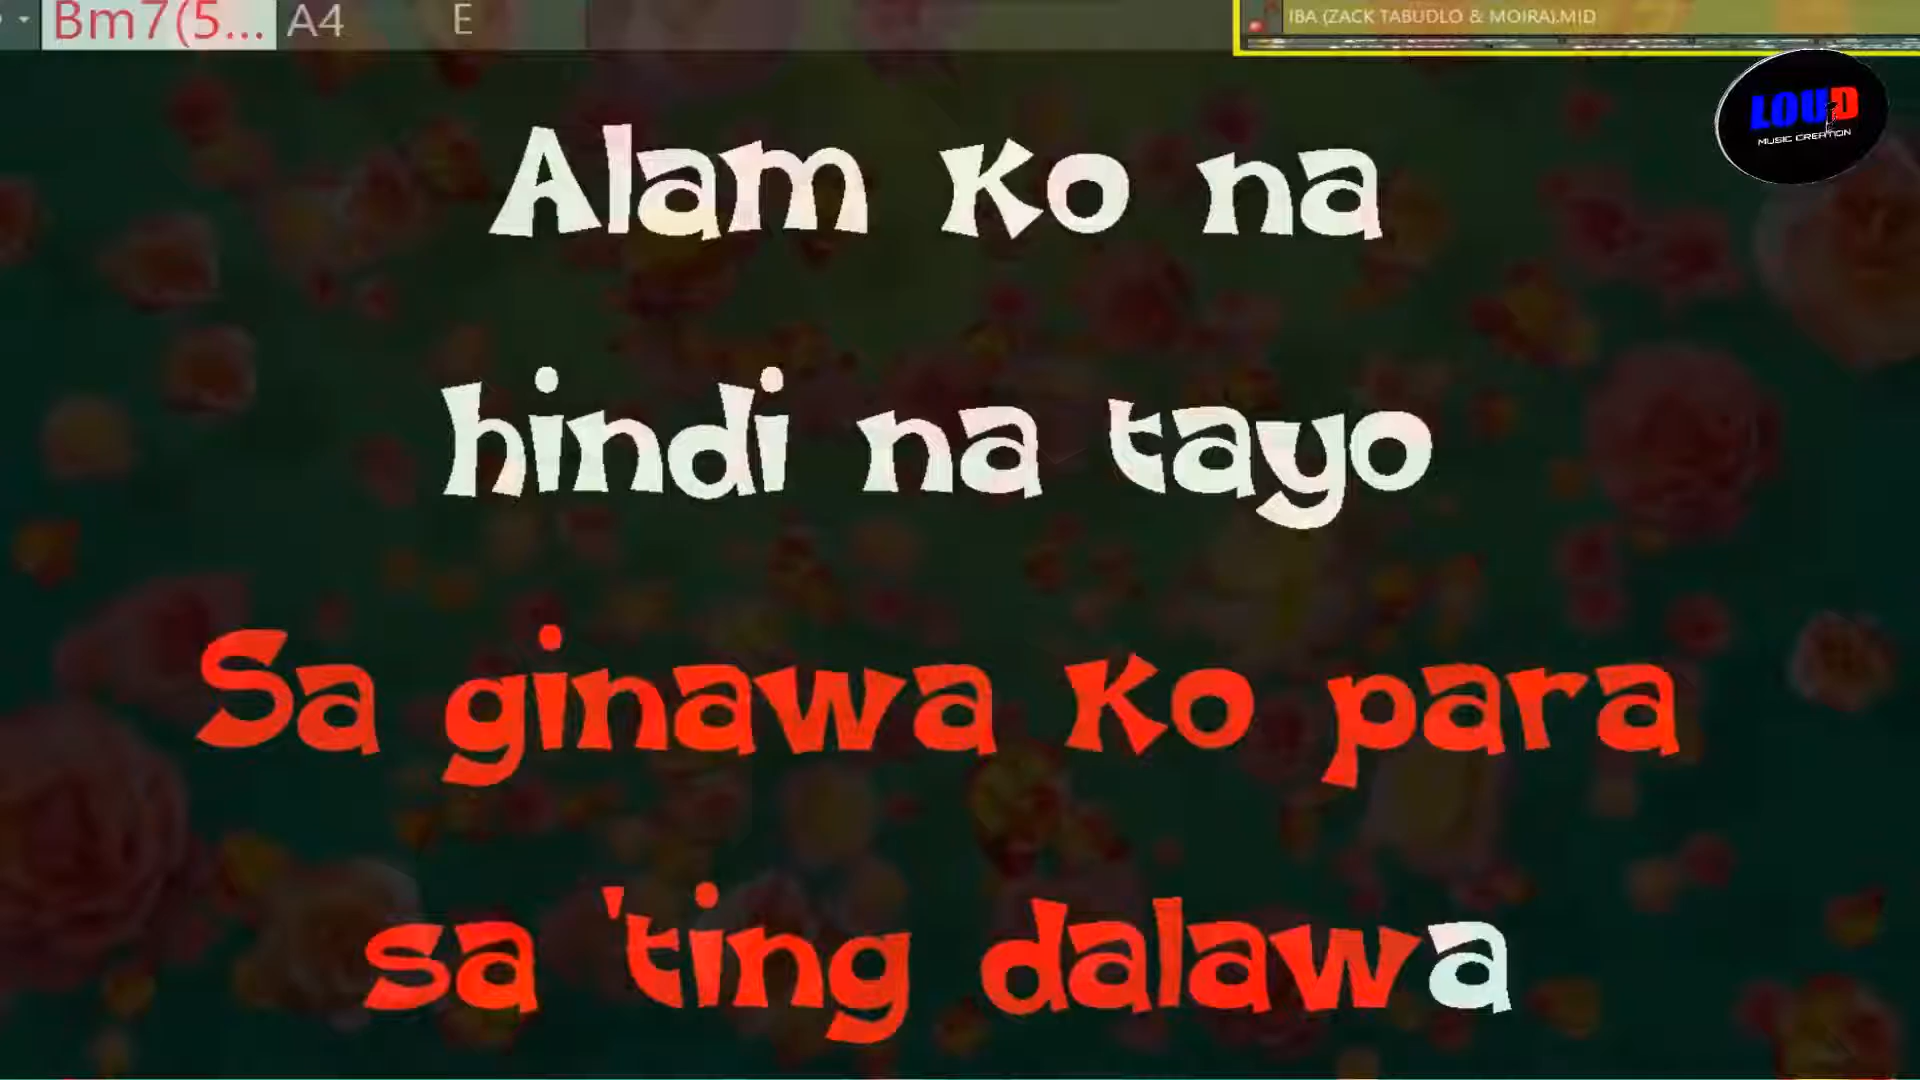 Bm7(5... A4 E
IBA (ZACK TABUDLO & MOIRA).MID
LOUD
MUSIC CREATION
Alam ko na
hindi na tayo
Sa ginawa ko para
sa 'ting dalawa